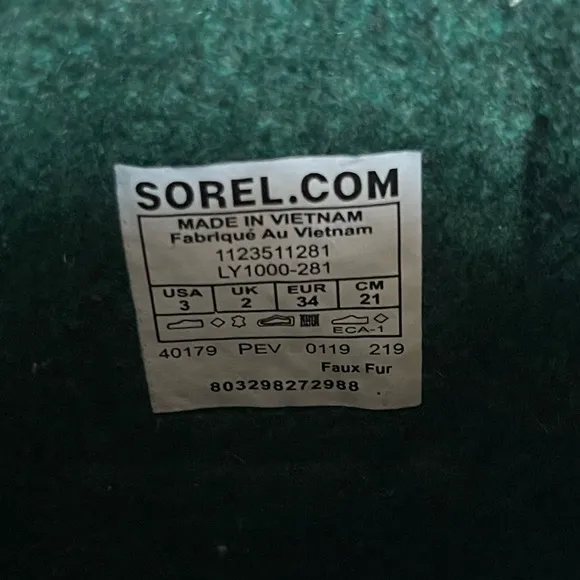 SOREL.COM
MADE IN VIETNAM
Fabriqué Au Vietnam
1123511281
LY1000-281
USA UK EUR CM
3 2 34 21
ECA-1
40179 PEV 0119 219
Faux Fur
803298272988